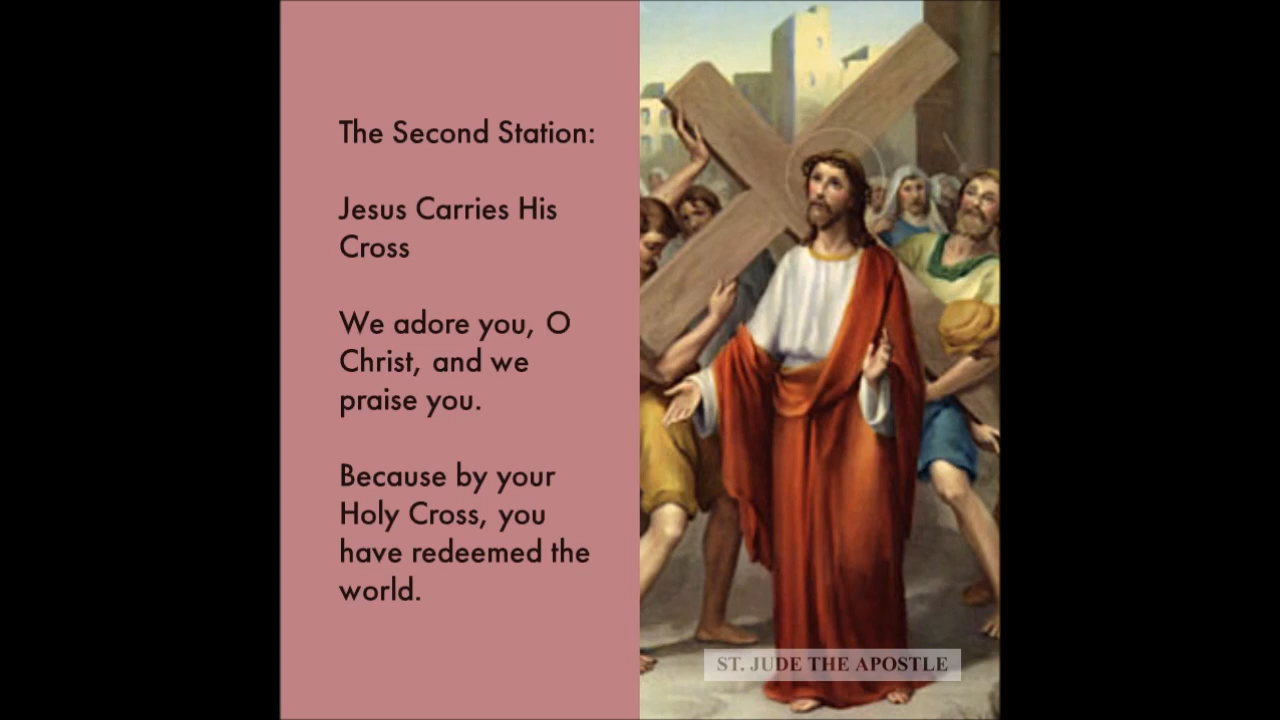 The Second Station:
Jesus Carries His
Cross
We adore you, O
Christ, and we
praise you.
Because by your
Holy Cross, you
have redeemed the
world.
ST. JUDE THE APOSTLE